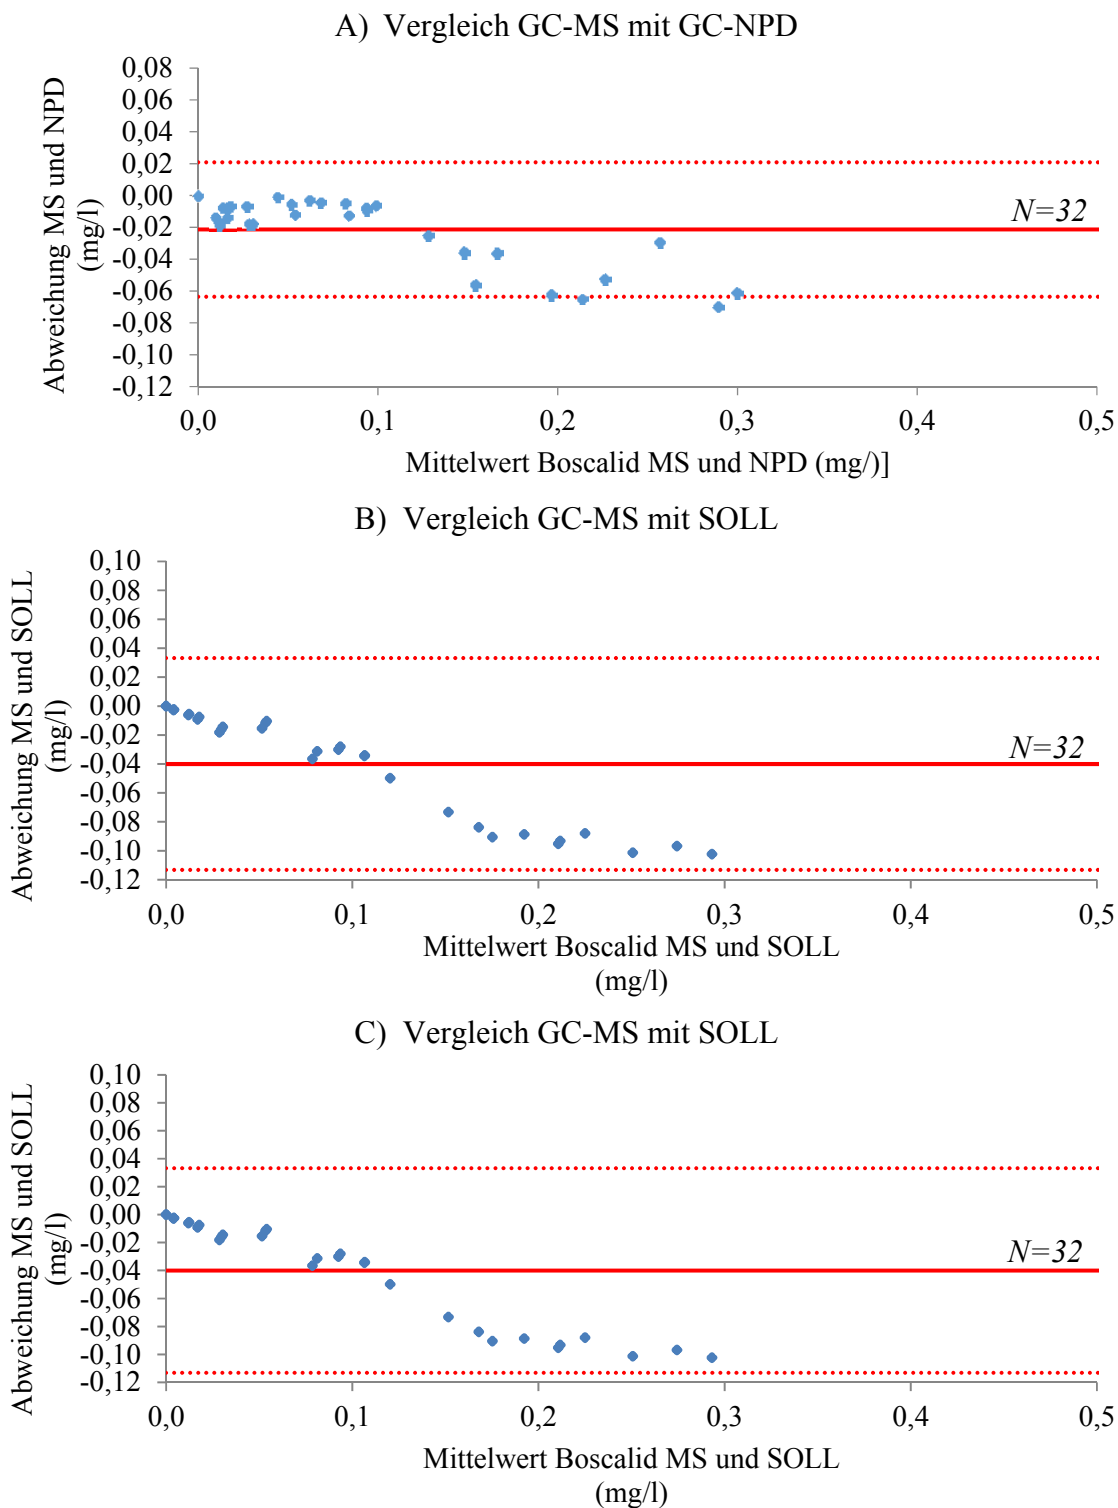 A) Vergleich GC-MS mit GC-NPD
Abweichung MS und NPD
(mg/l)
0,08
0,06
0,04
0,02
0,00
-0,02
-0,04
-0,06
-0,08
-0,10
-0,12
N=32
0,0 0,1 0,2 0,3 0,4 0,5
Mittelwert Boscalid MS und NPD (mg/)]
B) Vergleich GC-MS mit SOLL
Abweichung MS und SOLL
(mg/l)
0,10
0,08
0,06
0,04
0,02
0,00
-0,02
-0,04
-0,06
-0,08
-0,10
-0,12
N=32
0,0 0,1 0,2 0,3 0,4 0,5
Mittelwert Boscalid MS und SOLL
(mg/l)
C) Vergleich GC-MS mit SOLL
Abweichung MS und SOLL
(mg/l)
0,10
0,08
0,06
0,04
0,02
0,00
-0,02
-0,04
-0,06
-0,08
-0,10
-0,12
N=32
0,0 0,1 0,2 0,3 0,4 0,5
Mittelwert Boscalid MS und SOLL
(mg/l)